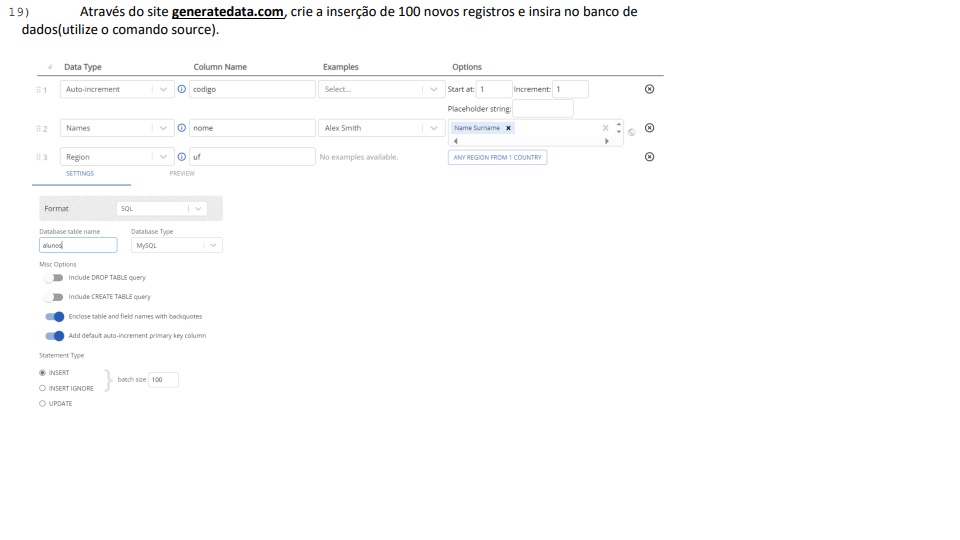 19) Através do site generatedata.com, crie a inserção de 100 novos registros e insira no banco de
dados(utilize o comando source).
# Data Type Column Name Examples Options
1 Auto-increment codigo Select... Start at: 1 Increment: 1
Placeholder string:
2 Names nome Alex Smith Name Surname x
3 Region uf No examples available. ANY REGION FROM 1 COUNTRY
SETTINGS PREVIEW
Format SQL
Database table name Database Type
alunos MySQL
Misc Options
Include DROP TABLE query
Include CREATE TABLE query
Enclose table and field names with backquotes
Add default auto-increment primary key column
Statement Type
INSERT
batch size 100
INSERT IGNORE
UPDATE